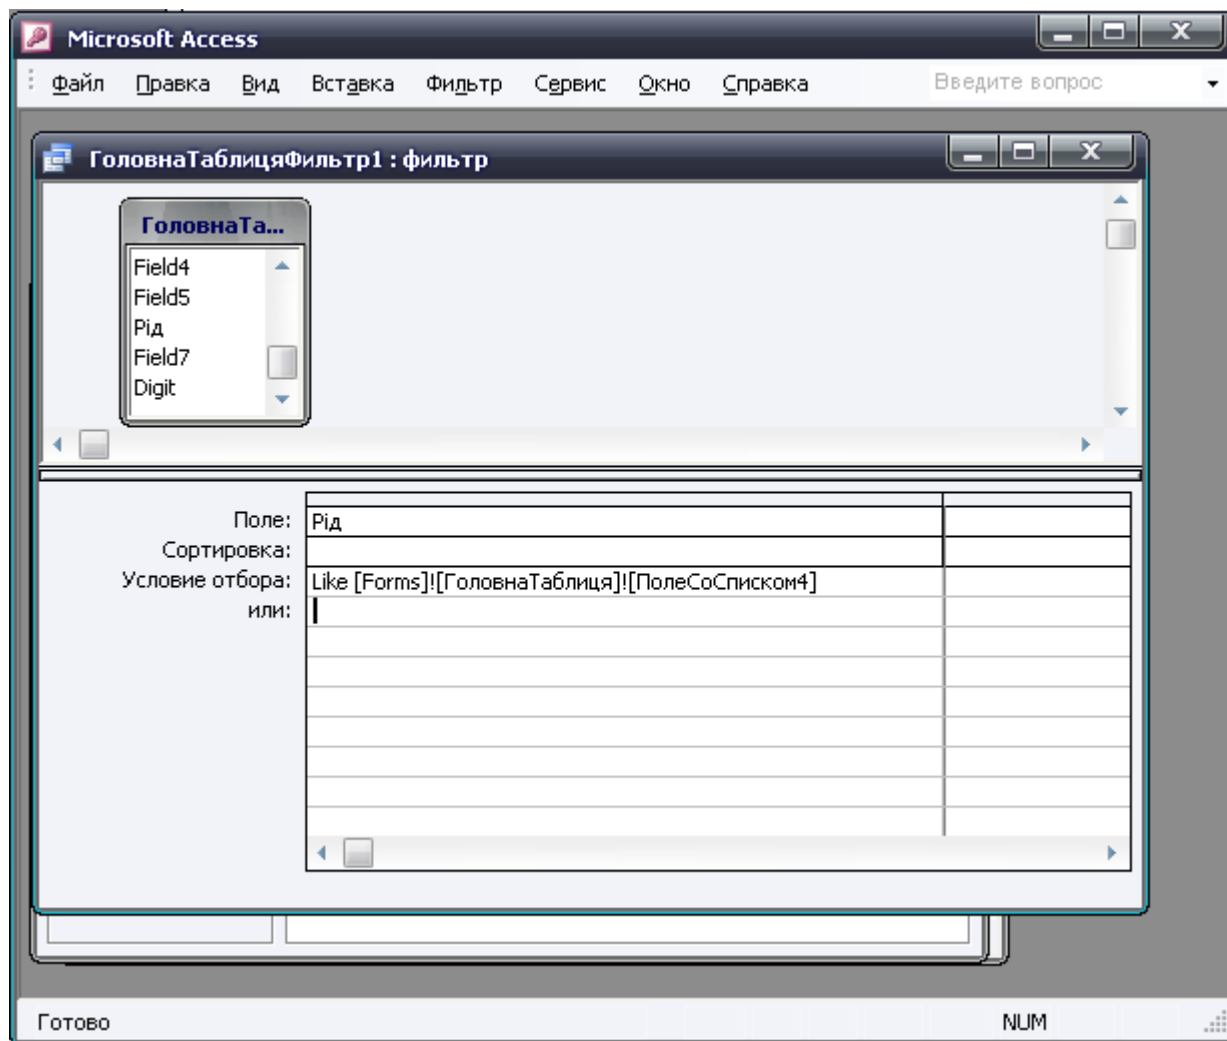 Microsoft Access
Файл Правка Вид Вставка Фильтр Сервис Окно Справка Введите вопрос
ГоловнаТаблицяФильтр1 : фильтр
ГоловнаТа...
Field4
Field5
Рід
Field7
Digit
Поле: Рід
Сортировка:
Условие отбора: Like [Forms]![ГоловнаТаблиця]![ПолеСоСписком4]
или:
Готово NUM